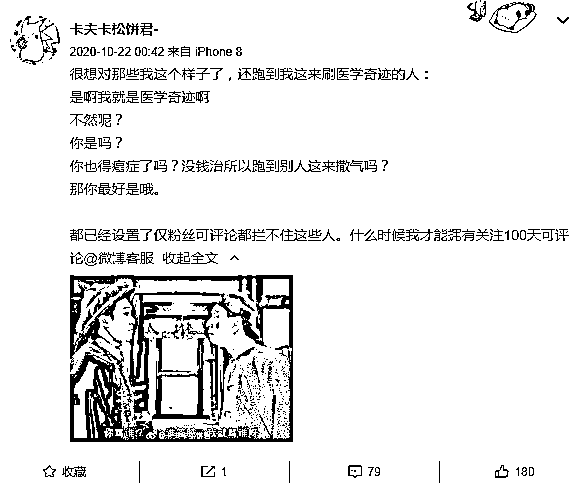 卡夫卡松饼君-
2020-10-22 00:42 来自 iPhone 8
很想对那些我这个样子了，还跑到我这来刷医学奇迹的人：
是啊我就是医学奇迹啊
不然呢？
你是吗？
你也得癌症了吗？没钱治所以跑到别人这来撒气吗？
那你最好是哦。
都已经设置了仅粉丝可评论都拦不住这些人。什么时候我才能拥有关注100天可评
论@微博客服 收起全文
收藏
1
79
180